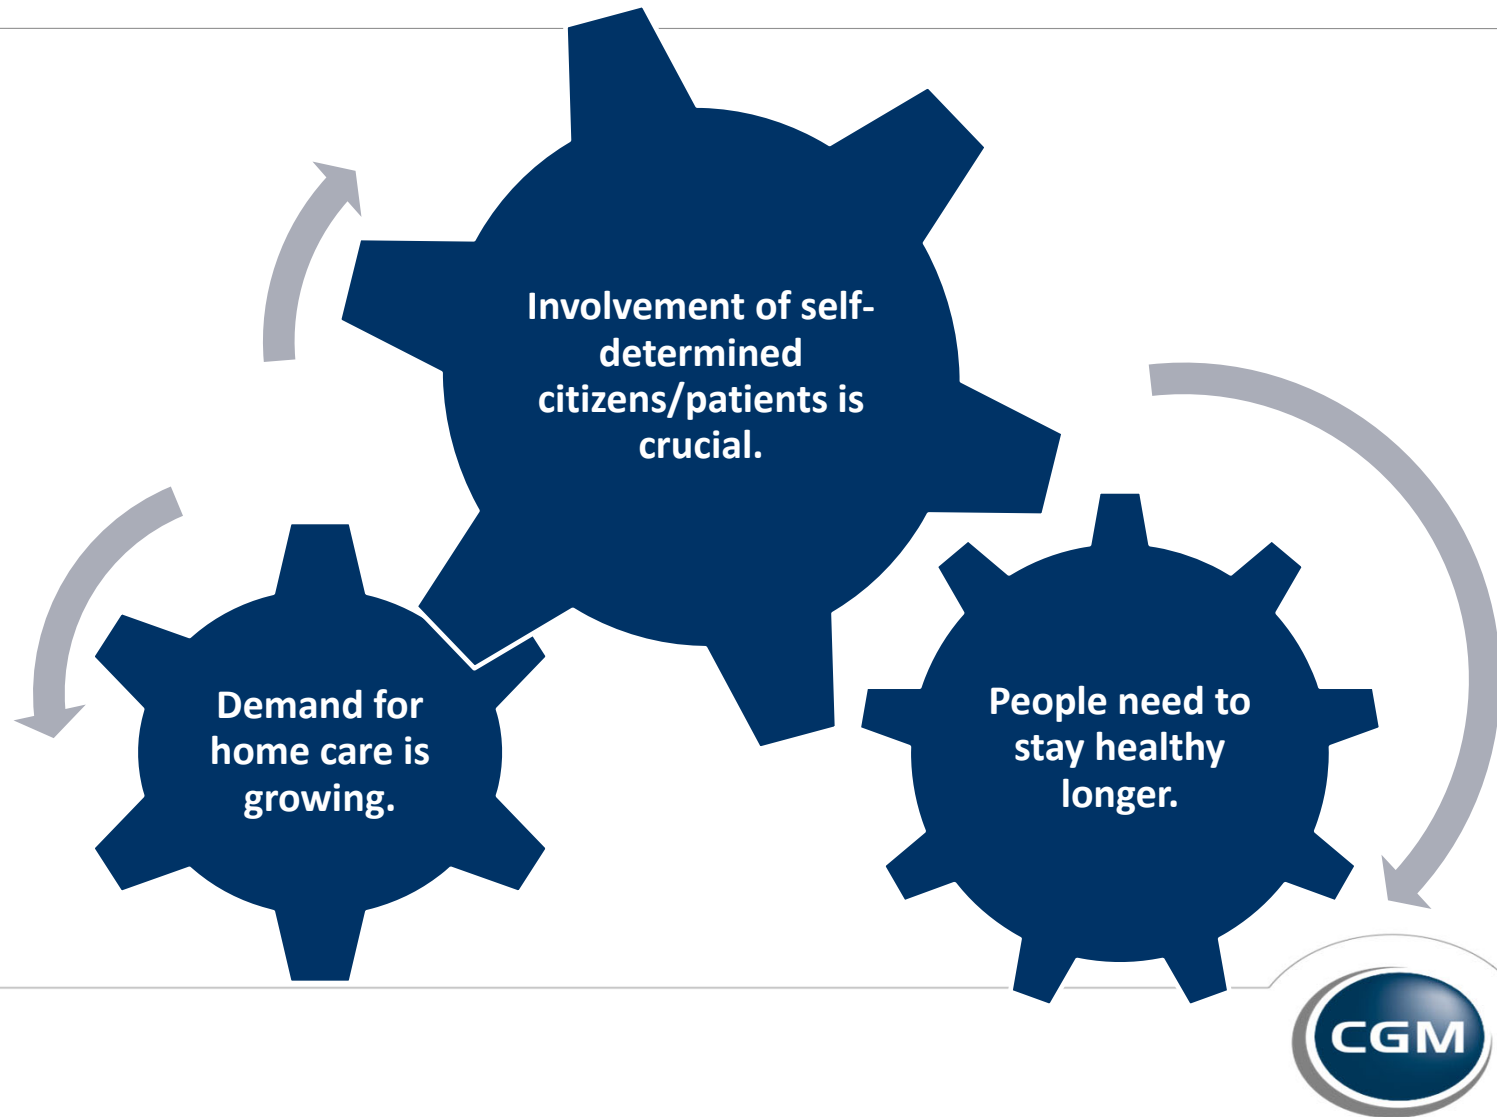 Involvement of self-
determined
citizens/patients is
crucial.
Demand for
home care is
growing.
People need to
stay healthy
longer.
CGM